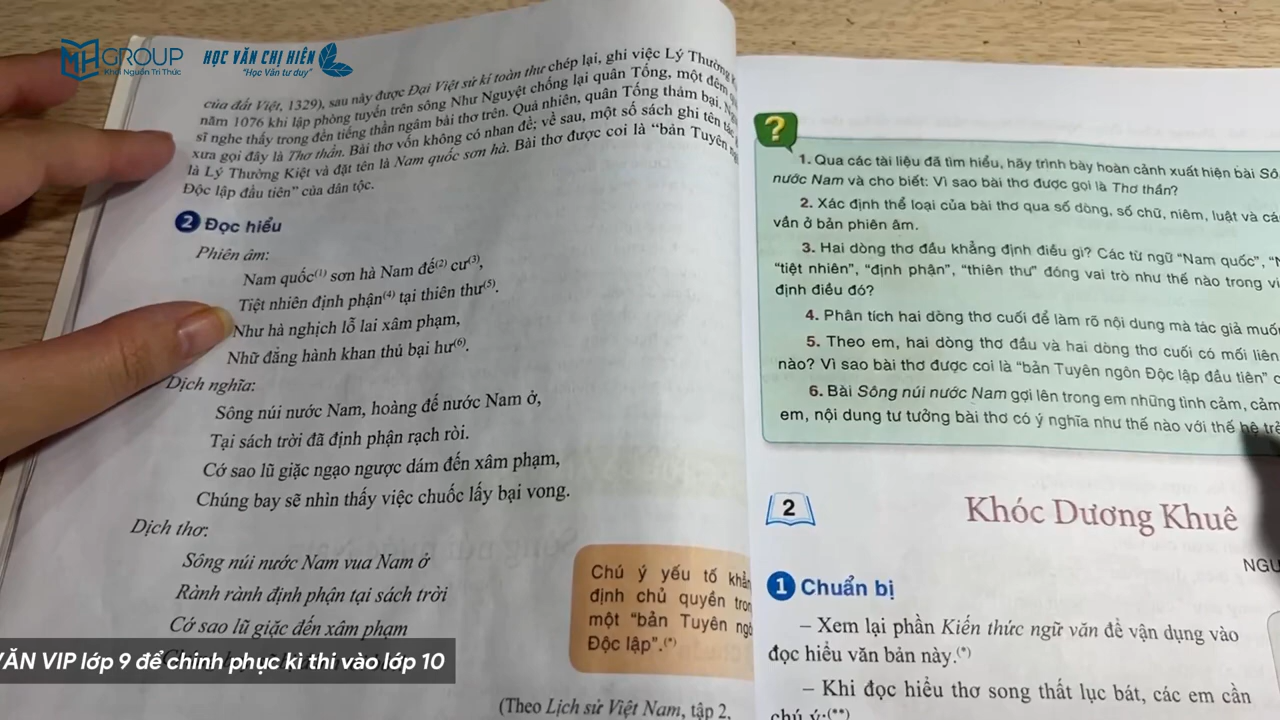 MH GROUP
Khơi Nguồn Tri Thức
HỌC VĂN CHỊ HIÊN
"Học Văn tư duy"
của đất Việt, 1329), sau này được Đại Việt sử kí toàn thư chép lại, ghi việc Lý Thường
năm 1076 khi lập phòng tuyến trên sông Như Nguyệt chống lại quân Tống, một đêm
sĩ nghe thấy trong đền tiếng thần ngâm bài thơ trên. Quả nhiên, quân Tống thảm bại.
xưa gọi đây là Thơ thần. Bài thơ vốn không có nhan đề; về sau, một số sách ghi tên tác
là Lý Thường Kiệt và đặt tên là Nam quốc sơn hà. Bài thơ được coi là “bản Tuyên
Độc lập đầu tiên” của dân tộc.
2 Đọc hiểu
Phiên âm:
Nam quốc(1) sơn hà Nam đế(2) cư(3),
Tiệt nhiên định phận(4) tại thiên thư(5).
Như hà nghịch lỗ lai xâm phạm,
Nhữ đẳng hành khan thủ bại hư(6).
Dịch nghĩa:
Sông núi nước Nam, hoàng đế nước Nam ở,
Tại sách trời đã định phận rạch ròi.
Cớ sao lũ giặc ngạo ngược dám đến xâm phạm,
Chúng bay sẽ nhìn thấy việc chuốc lấy bại vong.
Dịch thơ:
Sông núi nước Nam vua Nam ở
Rành rành định phận tại sách trời
Cớ sao lũ giặc đến xâm phạm
VĂN VIP lớp 9 để chinh phục kì thi vào lớp 10
Chú ý yếu tố khẳn
định chủ quyền tron
một “bản Tuyên ngô
Độc lập”.(*)
(Theo Lịch sử Việt Nam, tập 2,
?
1. Qua các tài liệu đã tìm hiểu, hãy trình bày hoàn cảnh xuất hiện bài Sô
nước Nam và cho biết: Vì sao bài thơ được gọi là Thơ thần?
2. Xác định thể loại của bài thơ qua số dòng, số chữ, niêm, luật và cá
vần ở bản phiên âm.
3. Hai dòng thơ đầu khẳng định điều gì? Các từ ngữ “Nam quốc”, “N
“tiệt nhiên”, “định phận”, “thiên thư” đóng vai trò như thế nào trong vi
định điều đó?
4. Phân tích hai dòng thơ cuối để làm rõ nội dung mà tác giả muố
5. Theo em, hai dòng thơ đầu và hai dòng thơ cuối có mối liên
nào? Vì sao bài thơ được coi là “bản Tuyên ngôn Độc lập đầu tiên” c
6. Bài Sông núi nước Nam gợi lên trong em những tình cảm, cảm
em, nội dung tư tưởng bài thơ có ý nghĩa như thế nào với thế hệ trẻ
2
Khóc Dương Khuê
NGU
1 Chuẩn bị
– Xem lại phần Kiến thức ngữ văn để vận dụng vào
đọc hiểu văn bản này.(*)
– Khi đọc hiểu thơ song thất lục bát, các em cần
chú ý:(**)